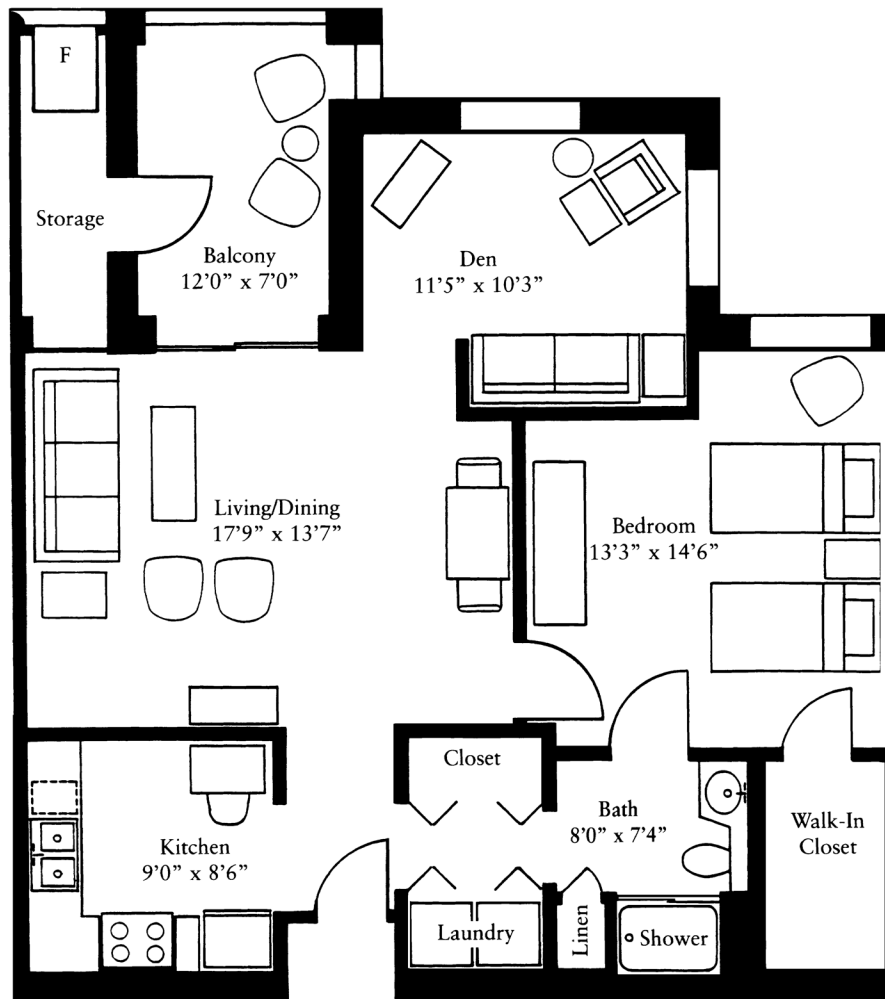 F
Storage
Balcony
12’0” x 7’0”
Den
11’5” x 10’3”
Living/Dining
17’9” x 13’7”
Bedroom
13’3” x 14’6”
Closet
Kitchen
9’0” x 8’6”
Bath
8’0” x 7’4”
Walk-In
Closet
Laundry
Linen
Shower